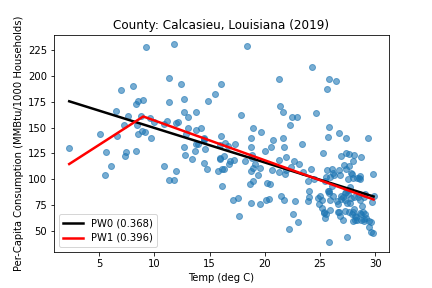 County: Calcasieu, Louisiana (2019)
Per-Capita Consumption (MMBtu/1000 Households)
225
200
175
150
125
100
75
50
PW0 (0.368)
PW1 (0.396)
5
10
15
20
25
30
Temp (deg C)